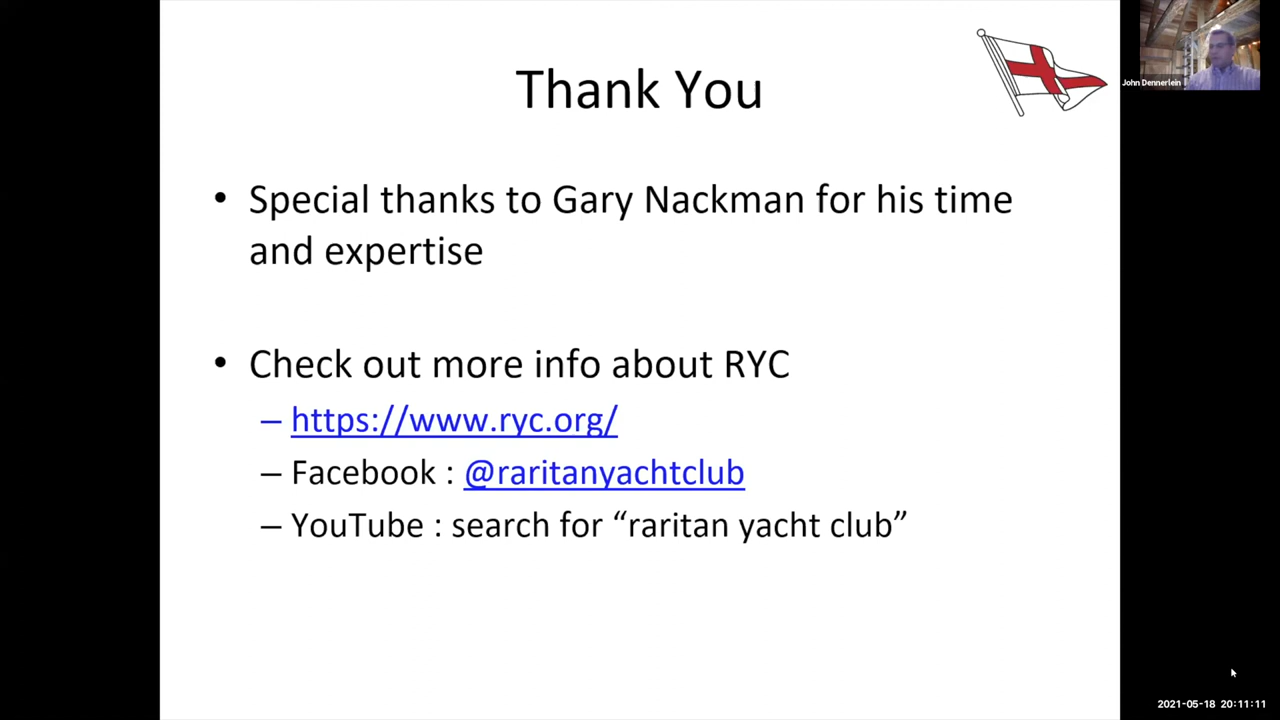 Thank You
• Special thanks to Gary Nackman for his time
and expertise
• Check out more info about RYC
– https://www.ryc.org/
– Facebook : @raritanyachtclub
– YouTube : search for “raritan yacht club”
John Dennerlein
2021-05-18 20:11:11